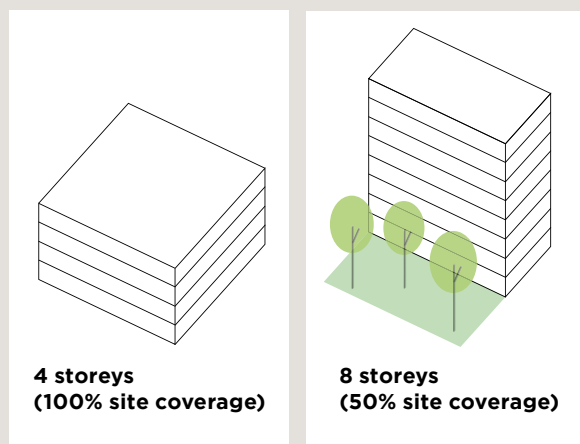 4 storeys
(100% site coverage)
8 storeys
(50% site coverage)